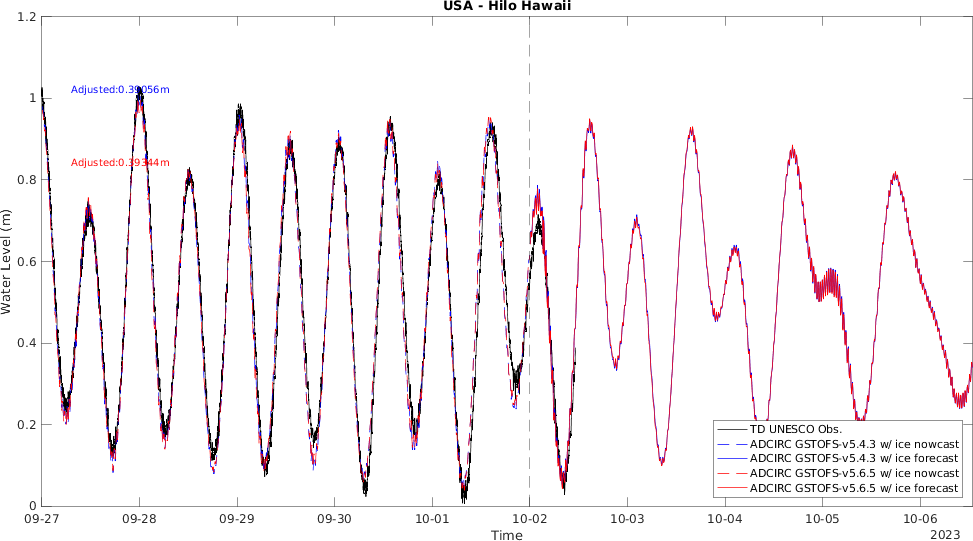 USA - Hilo Hawaii
1.2
1
0.8
0.6
0.4
0.2
0
Water Level (m)
Adjusted:0.39056m
Adjusted:0.39344m
TD UNESCO Obs.
ADCIRC GSTOFS-v5.4.3 w/ ice nowcast
ADCIRC GSTOFS-v5.4.3 w/ ice forecast
ADCIRC GSTOFS-v5.6.5 w/ ice nowcast
ADCIRC GSTOFS-v5.6.5 w/ ice forecast
09-27 09-28 09-29 09-30 10-01 10-02 10-03 10-04 10-05 10-06
Time
2023